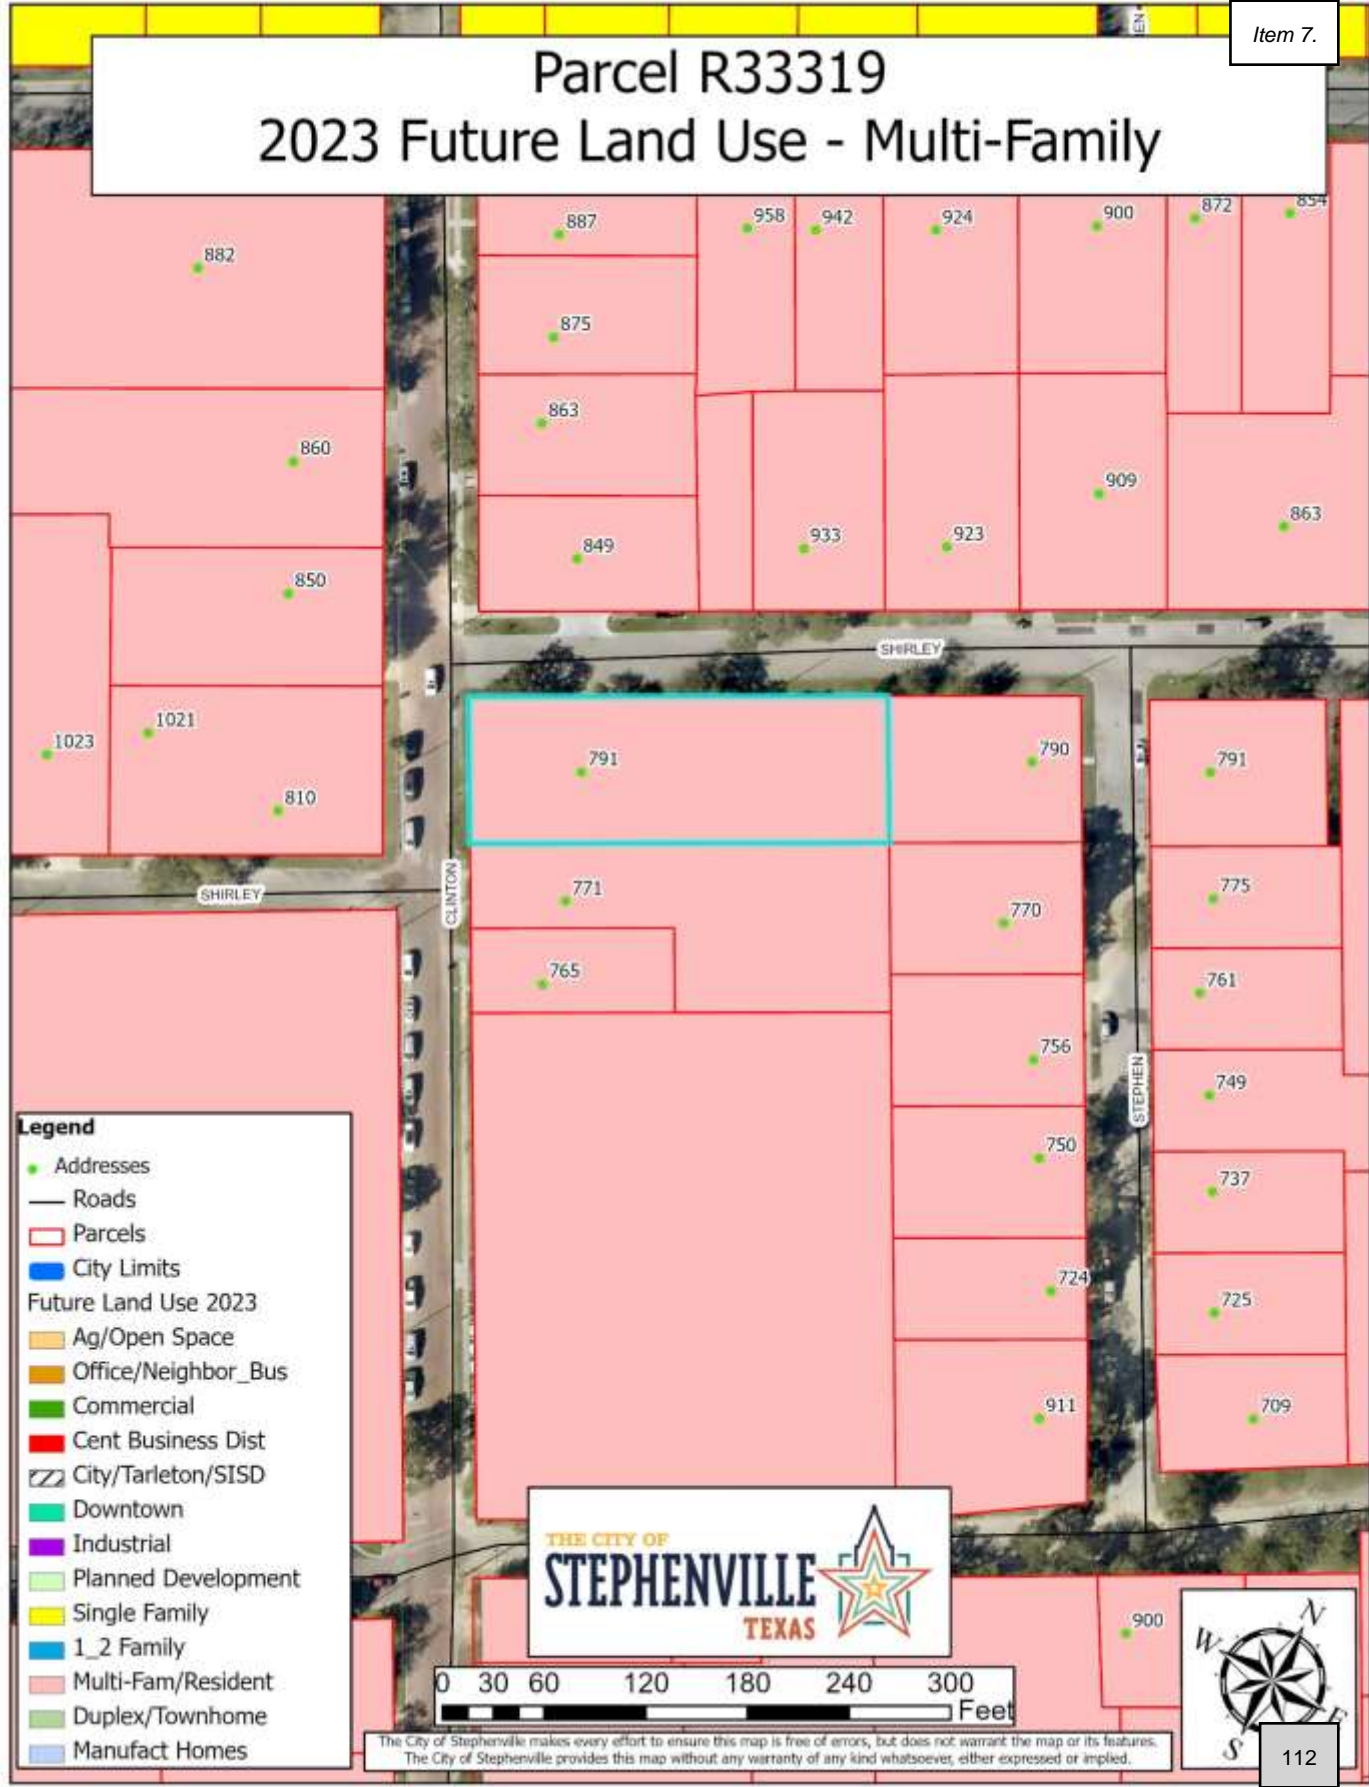 EN
Item 7.
Parcel R33319
2023 Future Land Use - Multi-Family
882
887
958
942
924
900
872
854
875
863
860
909
863
849
933
923
850
SHIRLEY
1023
1021
791
790
791
810
SHIRLEY
CLINTON
771
770
775
765
761
756
STEPHEN
749
750
737
724
725
911
709
Legend
Addresses
Roads
Parcels
City Limits
Future Land Use 2023
Ag/Open Space
Office/Neighbor_Bus
Commercial
Cent Business Dist
City/Tarleton/SISD
Downtown
Industrial
Planned Development
Single Family
1_2 Family
Multi-Fam/Resident
Duplex/Townhome
Manufact Homes
THE CITY OF
STEPHENVILLE
TEXAS
900
0 30 60 120 180 240 300
Feet
The City of Stephenville makes every effort to ensure this map is free of errors, but does not warrant the map or its features.
The City of Stephenville provides this map without any warranty of any kind whatsoever, either expressed or implied.
N
W
E
S
112